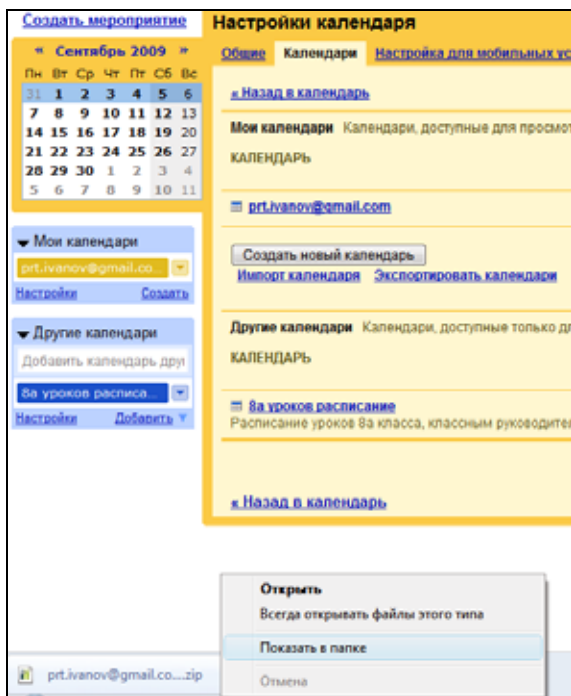 Создать мероприятие
« Сентябрь 2009 »
Пн Вт Ср Чт Пт Сб Вс
31 1 2 3 4 5 6
7 8 9 10 11 12 13
14 15 16 17 18 19 20
21 22 23 24 25 26 27
28 29 30 1 2 3 4
5 6 7 8 9 10 11
Мои календари
prt.ivanov@gmail.co...
Настройки Создать
Другие календари
Добавить календарь дру
8а уроков расписа...
Настройки Добавить
Настройки календаря
Общие Календари Настройка для мобильных ус
« Назад в календарь
Мои календари Календари, доступные для просмот
КАЛЕНДАРЬ
prt.ivanov@gmail.com
Создать новый календарь
Импорт календаря Экспортировать календари
Другие календари Календари, доступные только дл
КАЛЕНДАРЬ
8а уроков расписание
Расписание уроков 8а класса, классным руководите
« Назад в календарь
Открыть
Всегда открывать файлы этого типа
Показать в папке
Отмена
prt.ivanov@gmail.co....zip